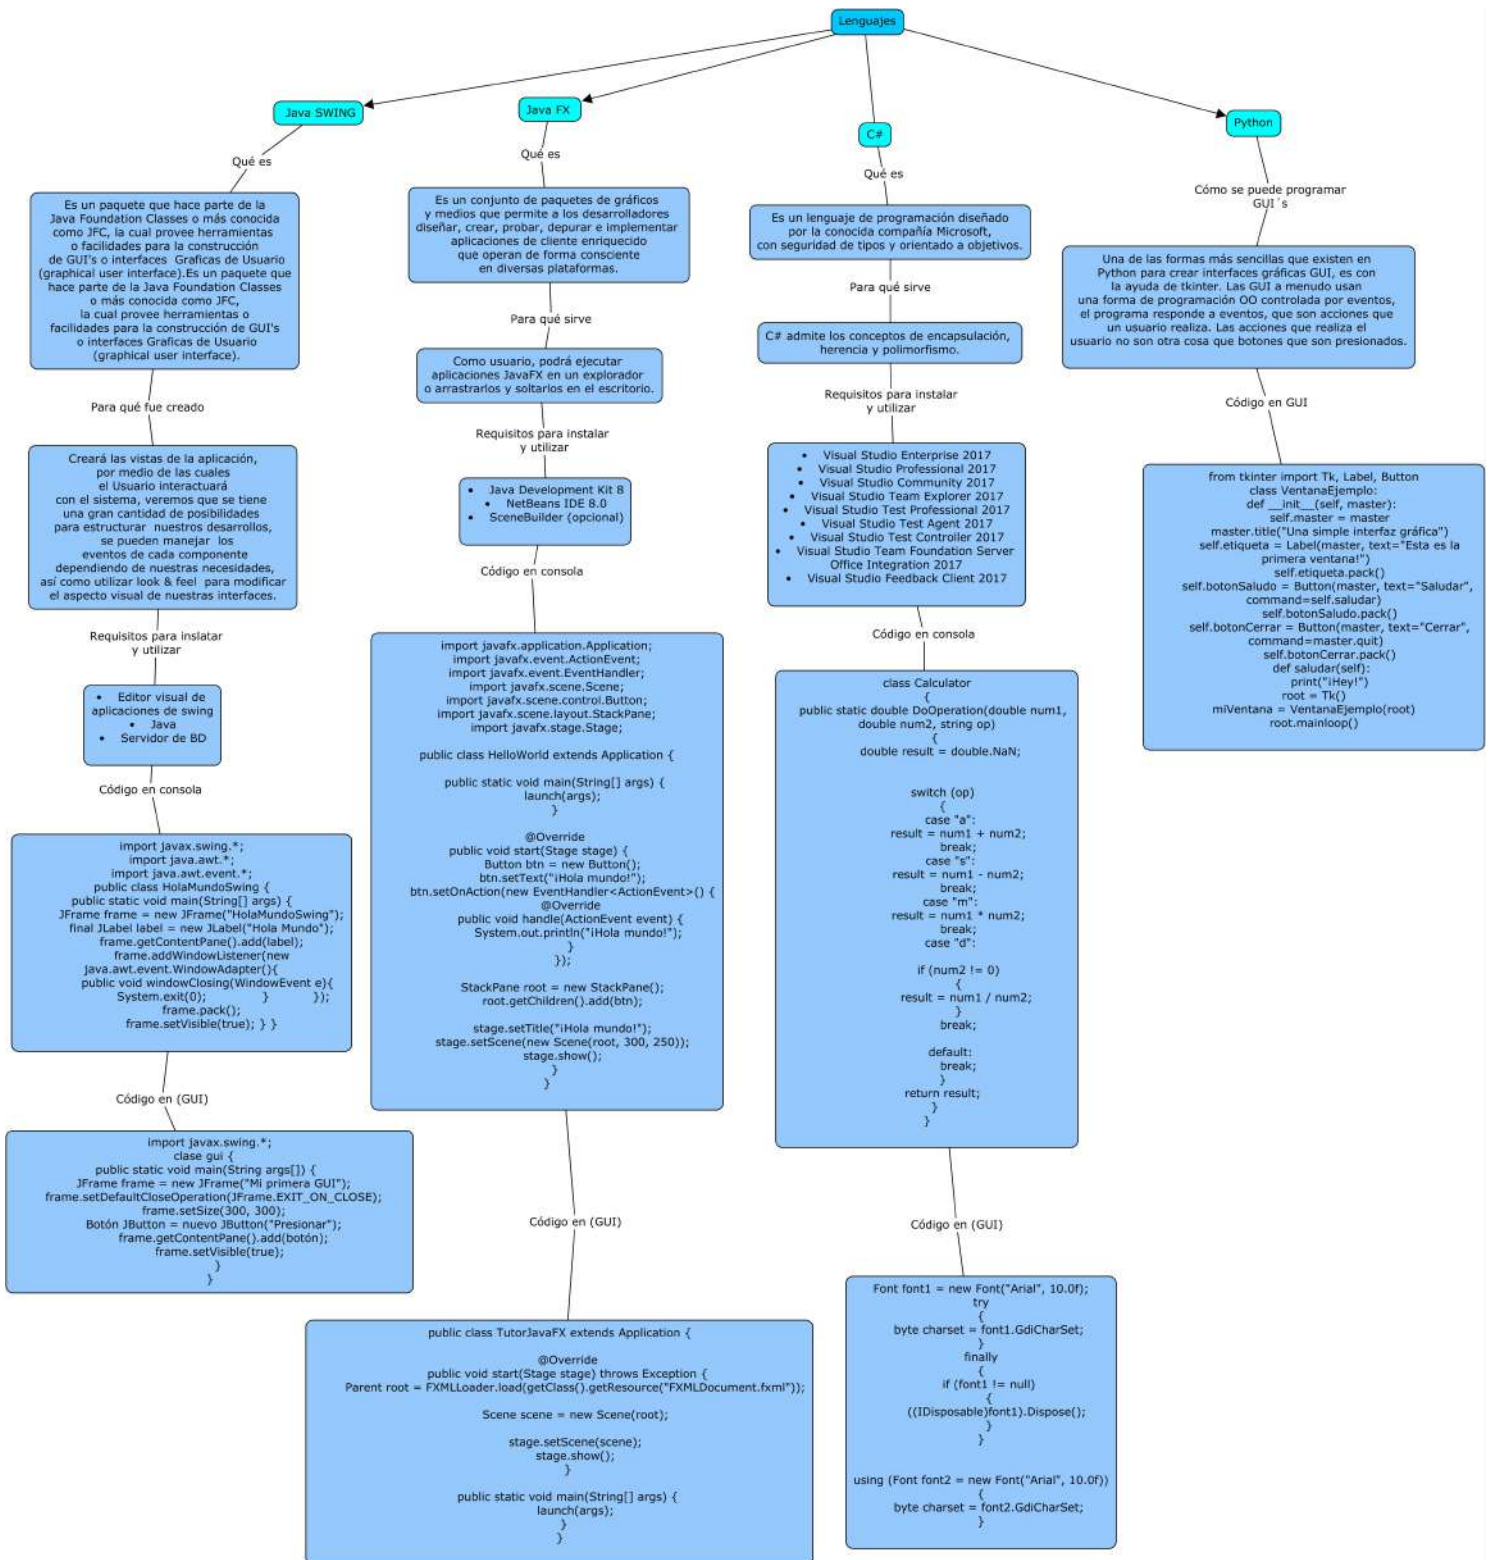 Lenguajes
Java SWING
Qué es
Es un paquete que hace parte de la
Java Foundation Classes o más conocida
como JFC, la cual provee herramientas
o facilidades para la construcción
de GUI's o interfaces  Graficas de Usuario
(graphical user interface).Es un paquete que
hace parte de la Java Foundation Classes
o más conocida como JFC,
la cual provee herramientas o
facilidades para la construcción de GUI's
o interfaces Graficas de Usuario
(graphical user interface).
Para qué fue creado
Creará las vistas de la aplicación,
por medio de las cuales
el Usuario interactuará
con el sistema, veremos que se tiene
una gran cantidad de posibilidades
para estructurar  nuestros desarrollos,
se pueden manejar  los
eventos de cada componente
dependiendo de nuestras necesidades,
así como utilizar look & feel  para modificar
el aspecto visual de nuestras interfaces.
Requisitos para inslatar
y utilizar
• Editor visual de
aplicaciones de swing
• Java
• Servidor de BD
Código en consola
import javax.swing.*;
import java.awt.*;
import java.awt.event.*;
public class HolaMundoSwing {
public static void main(String[] args) {
JFrame frame = new JFrame("HolaMundoSwing");
final JLabel label = new JLabel("Hola Mundo");
frame.getContentPane().add(label);
frame.addWindowListener(new
java.awt.event.WindowAdapter(){
public void windowClosing(WindowEvent e){
System.exit(0);            }         });
frame.pack();
frame.setVisible(true); } }
Código en (GUI)
import javax.swing.*;
clase gui {
public static void main(String args[]) {
JFrame frame = new JFrame("Mi primera GUI");
frame.setDefaultCloseOperation(JFrame.EXIT_ON_CLOSE);
frame.setSize(300, 300);
Botón JButton = nuevo JButton("Presionar");
frame.getContentPane().add(botón);
frame.setVisible(true);
}
}
Java FX
Qué es
Es un conjunto de paquetes de gráficos
y medios que permite a los desarrolladores
diseñar, crear, probar, depurar e implementar
aplicaciones de cliente enriquecido
que operan de forma consciente
en diversas plataformas.
Para qué sirve
Como usuario, podrá ejecutar
aplicaciones JavaFX en un explorador
o arrastrarlos y soltarlos en el escritorio.
Requisitos para instalar
y utilizar
• Java Development Kit 8
• NetBeans IDE 8.0
• SceneBuilder (opcional)
Código en consola
import javafx.application.Application;
import javafx.event.ActionEvent;
import javafx.event.EventHandler;
import javafx.scene.Scene;
import javafx.scene.control.Button;
import javafx.scene.layout.StackPane;
import javafx.stage.Stage;
public class HelloWorld extends Application {
public static void main(String[] args) {
launch(args);
}
@Override
public void start(Stage stage) {
Button btn = new Button();
btn.setText("¡Hola mundo!");
btn.setOnAction(new EventHandler<ActionEvent>() {
@Override
public void handle(ActionEvent event) {
System.out.println("¡Hola mundo!");
}
});
StackPane root = new StackPane();
root.getChildren().add(btn);
stage.setTitle("¡Hola mundo!");
stage.setScene(new Scene(root, 300, 250));
stage.show();
}
}
Código en (GUI)
public class TutorJavaFX extends Application {
@Override
public void start(Stage stage) throws Exception {
Parent root = FXMLLoader.load(getClass().getResource("FXMLDocument.fxml"));
Scene scene = new Scene(root);
stage.setScene(scene);
stage.show();
}
public static void main(String[] args) {
launch(args);
}
}
C#
Qué es
Es un lenguaje de programación diseñado
por la conocida compañía Microsoft,
con seguridad de tipos y orientado a objetivos.
Para qué sirve
C# admite los conceptos de encapsulación,
herencia y polimorfismo.
Requisitos para instalar
y utilizar
• Visual Studio Enterprise 2017
• Visual Studio Professional 2017
• Visual Studio Community 2017
• Visual Studio Team Explorer 2017
• Visual Studio Test Professional 2017
• Visual Studio Test Agent 2017
• Visual Studio Test Controller 2017
• Visual Studio Team Foundation Server
Office Integration 2017
• Visual Studio Feedback Client 2017
Código en consola
class Calculator
{
public static double DoOperation(double num1,
double num2, string op)
{
double result = double.NaN;
switch (op)
{
case "a":
result = num1 + num2;
break;
case "s":
result = num1 - num2;
break;
case "m":
result = num1 * num2;
break;
case "d":
if (num2 != 0)
{
result = num1 / num2;
}
break;
default:
break;
}
return result;
}
}
Código en (GUI)
Font font1 = new Font("Arial", 10.0f);
try
{
byte charset = font1.GdiCharSet;
}
finally
{
if (font1 != null)
{
((IDisposable)font1).Dispose();
}
}
using (Font font2 = new Font("Arial", 10.0f))
{
byte charset = font2.GdiCharSet;
}
Python
Cómo se puede programar
GUI´s
Una de las formas más sencillas que existen en
Python para crear interfaces gráficas GUI, es con
la ayuda de tkinter. Las GUI a menudo usan
una forma de programación OO controlada por eventos,
el programa responde a eventos, que son acciones que
un usuario realiza. Las acciones que realiza el
usuario no son otra cosa que botones que son presionados.
Código en GUI
from tkinter import Tk, Label, Button
class VentanaEjemplo:
def __init__(self, master):
self.master = master
master.title("Una simple interfaz gráfica")
self.etiqueta = Label(master, text="Esta es la
primera ventana!")
self.etiqueta.pack()
self.botonSaludo = Button(master, text="Saludar",
command=self.saludar)
self.botonSaludo.pack()
self.botonCerrar = Button(master, text="Cerrar",
command=master.quit)
self.botonCerrar.pack()
def saludar(self):
print("¡Hey!")
root = Tk()
miVentana = VentanaEjemplo(root)
root.mainloop()